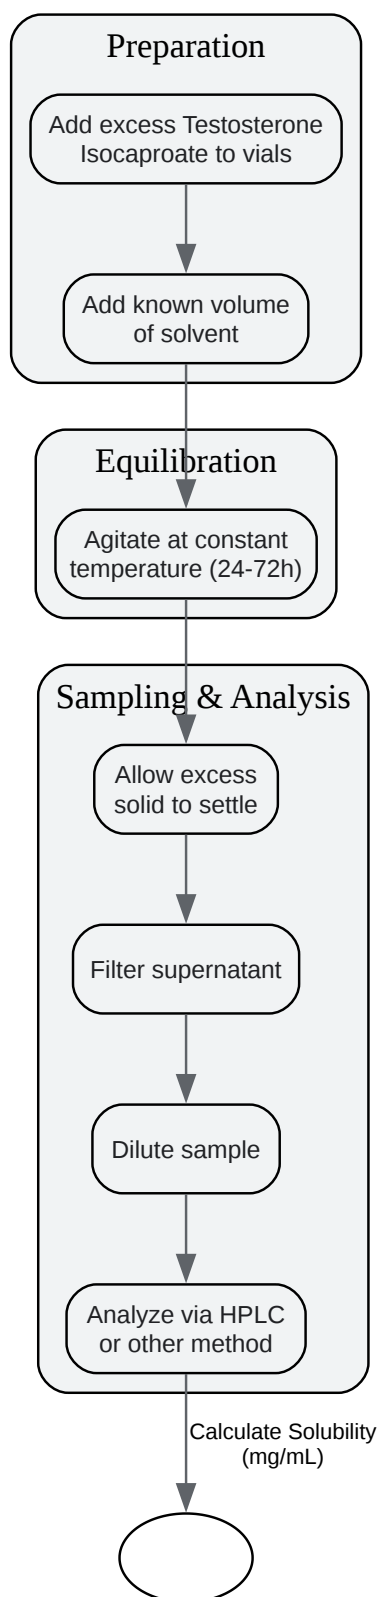 Preparation
Add excess Testosterone
Isocaproate to vials
Add known volume
of solvent
Equilibration
Agitate at constant
temperature (24-72h)
Sampling & Analysis
Allow excess
solid to settle
Filter supernatant
Dilute sample
Analyze via HPLC
or other method
Calculate Solubility
(mg/mL)